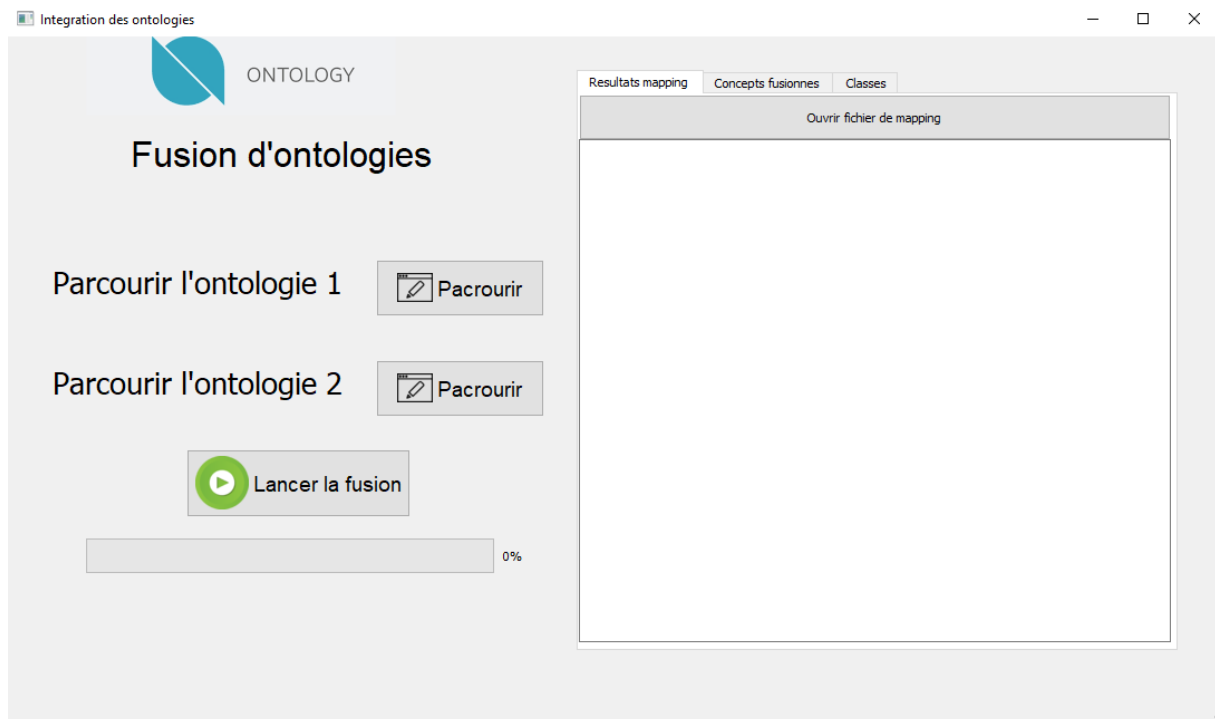 Integration des ontologies
ONTOLOGY
Fusion d'ontologies
Parcourir l'ontologie 1
Pacrourir
Parcourir l'ontologie 2
Pacrourir
Lancer la fusion
0%
Resultats mapping
Concepts fusionnes
Classes
Ouvrir fichier de mapping